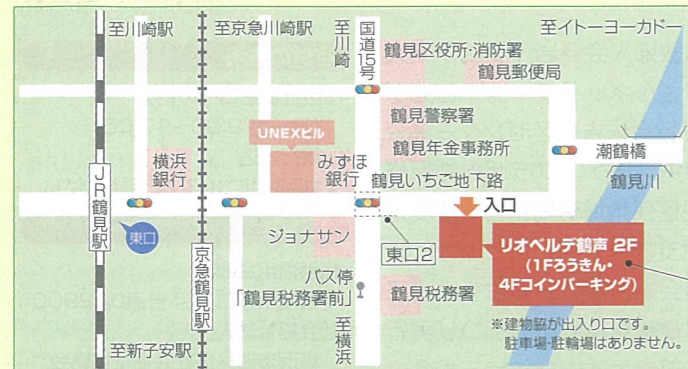 至川崎駅
至京急川崎駅
至川崎
国道15号
至イトーヨーカドー
鶴見区役所・消防署
鶴見郵便局
UNEXビル
鶴見警察署
鶴見年金事務所
潮鶴橋
鶴見川
横浜
銀行
みずほ
銀行
鶴見いちご地下路
JR鶴見駅
東口
京急鶴見駅
ジョナサン
東口2
入口
リオベルデ鶴声 2F
(1Fろうきん・
4Fコインパーキング)
バス停
「鶴見税務署前」
鶴見税務署
至横浜
至新子安駅
※建物脇が出入り口です。
駐車場・駐輪場はありません。